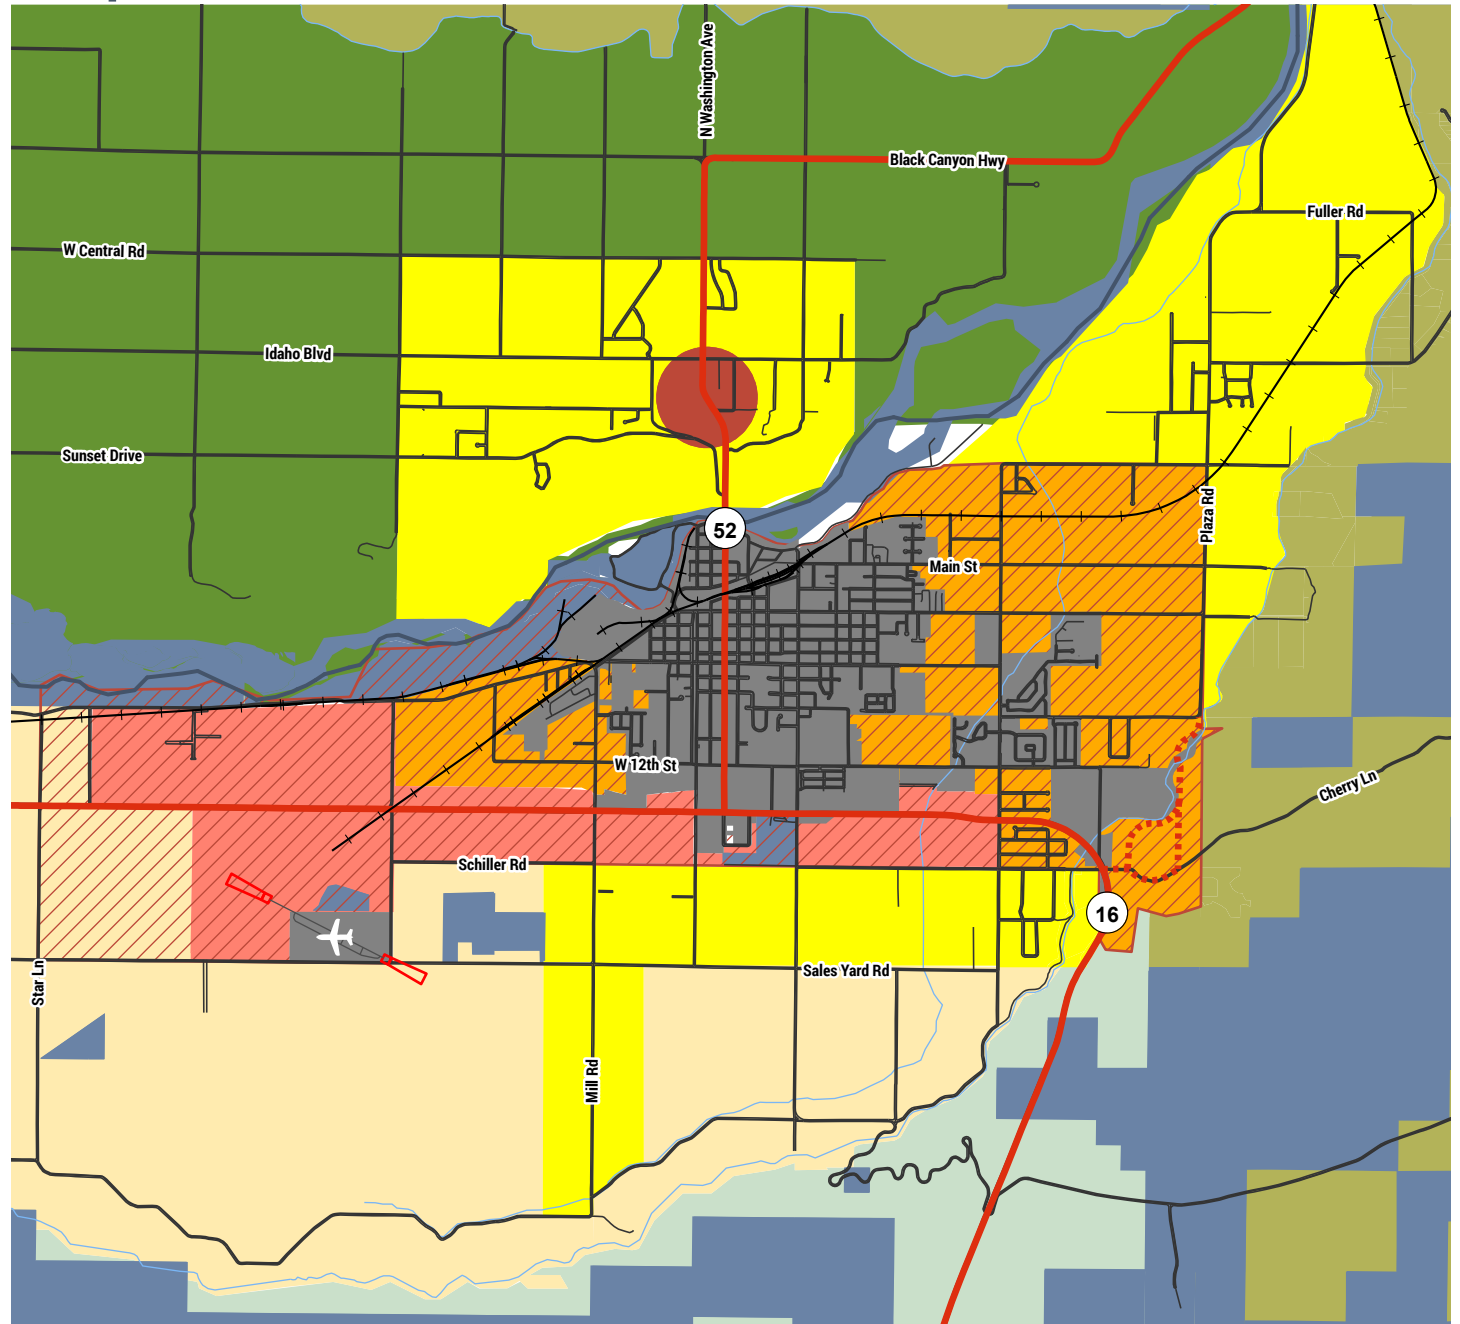 N Washington Ave
Black Canyon Hwy
Fuller Rd
W Central Rd
Idaho Blvd
Sunset Drive
Plaza Rd
52
Main St
W 12th St
Cherry Ln
Schiller Rd
16
Star Ln
Sales Yard Rd
Mill Rd